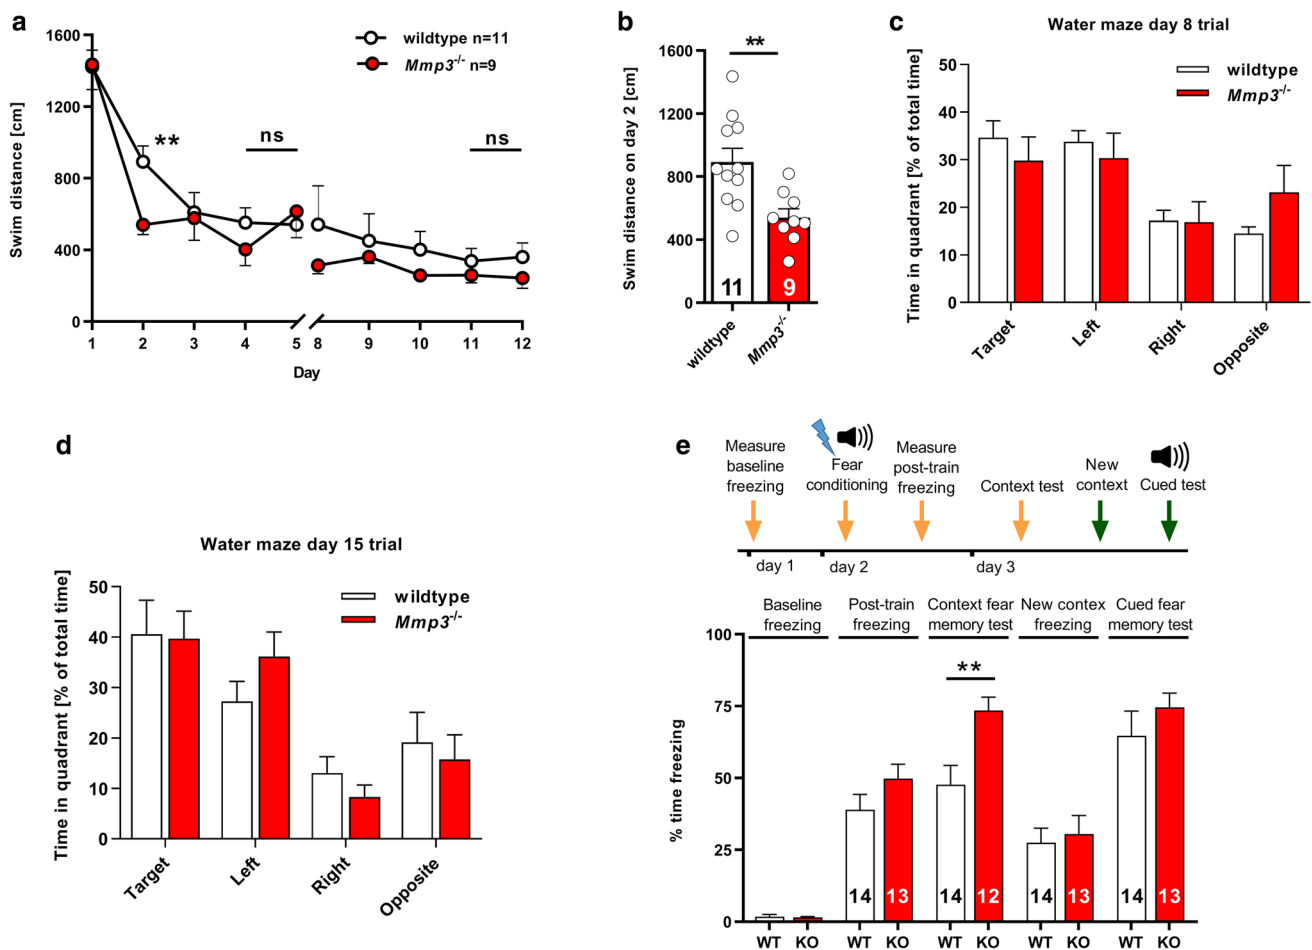 a
wildtype n=11
Mmp3-/- n=9
Swim distance [cm]
1600
1200
800
400
0
**
ns
ns
1 2 3 4 5 8 9 10 11 12
Day
b
Swim distance on day 2 [cm]
1600
1200
800
400
0
**
11 9
wildtype
Mmp3-/-
c
Water maze day 8 trial
wildtype
Mmp3-/-
Time in quadrant [% of total time]
50
40
30
20
10
0
Target
Left
Right
Opposite
d
Water maze day 15 trial
wildtype
Mmp3-/-
Time in quadrant [% of total time]
50
40
30
20
10
0
Target
Left
Right
Opposite
e
Measure
baseline
freezing
Fear
conditioning
Measure
post-train
freezing
Context test
New
context
Cued test
day 1
day 2
day 3
Baseline
freezing
Post-train
freezing
Context fear
memory test
New contex
freezing
Cued fear
memory test
% time freezing
100
75
50
25
0
**
14 13 14 12 14 13 14 13
WT KO WT KO WT KO WT KO WT KO